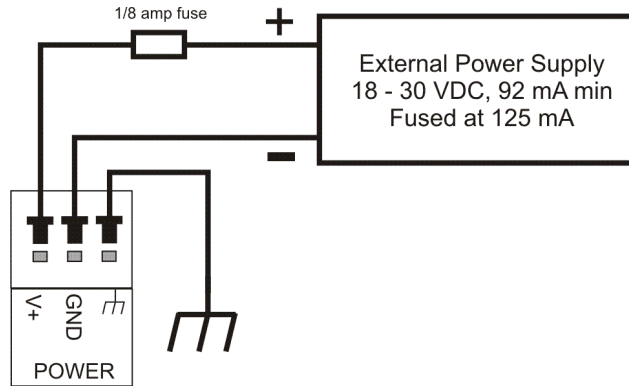 1/8 amp fuse
+
External Power Supply
18 - 30 VDC, 92 mA min
Fused at 125 mA
-
V+
GND
POWER